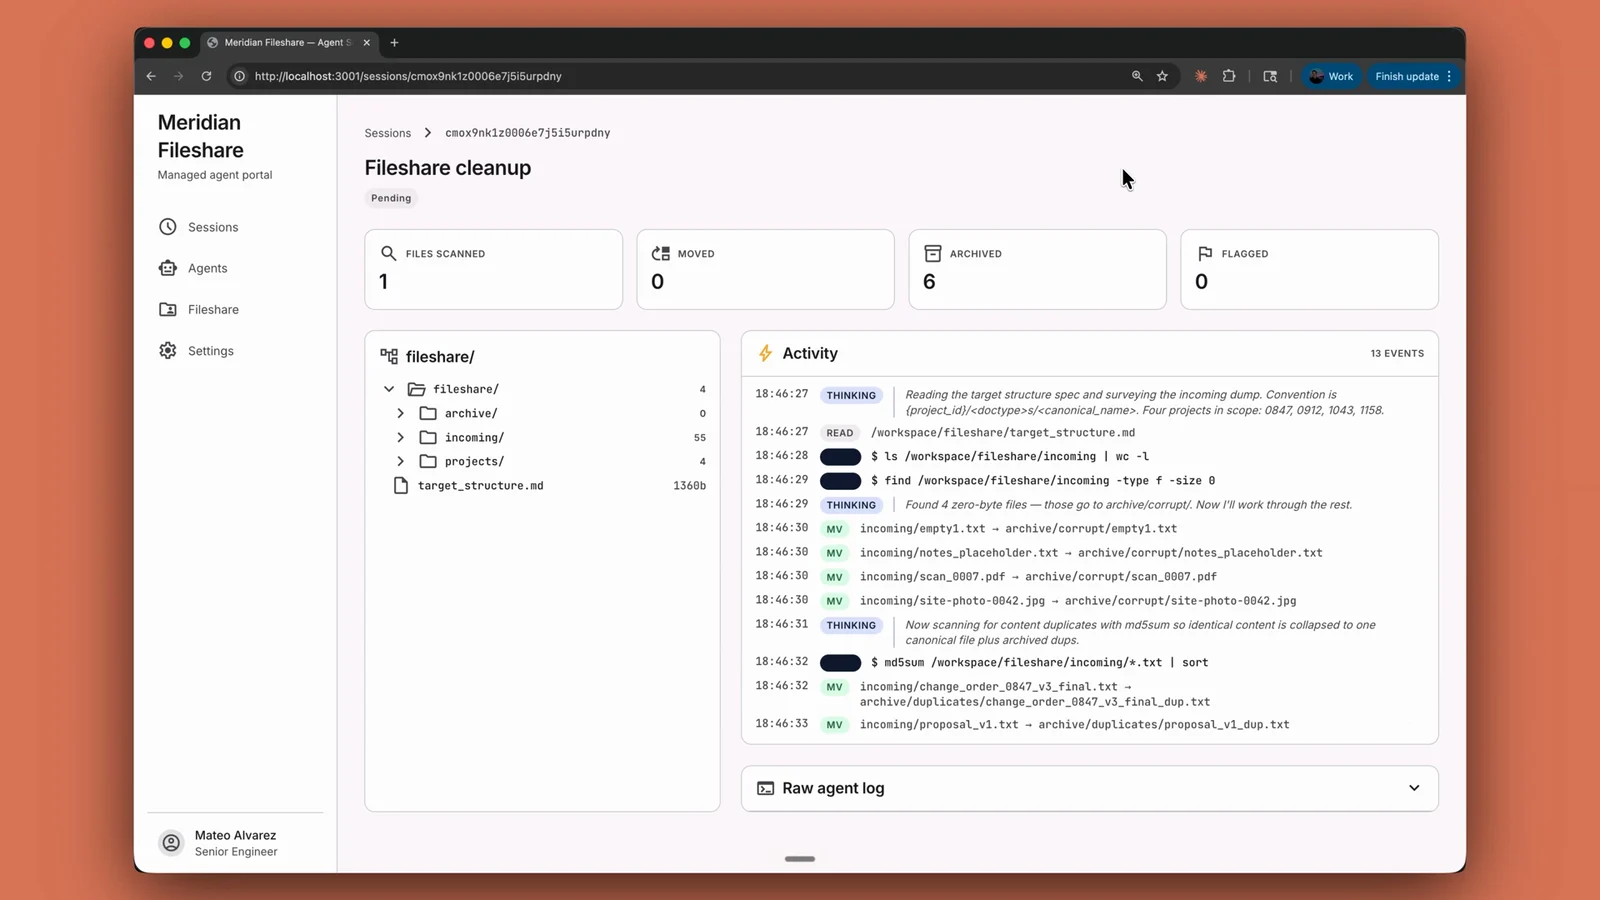 Meridian Fileshare — Agent S
http://localhost:3001/sessions/cmox9nk1z0006e7j5i5urpdny
Work
Finish update
Meridian
Fileshare
Managed agent portal
Sessions
Agents
Fileshare
Settings
Mateo Alvarez
Senior Engineer
Sessions > cmox9nk1z0006e7j5i5urpdny
Fileshare cleanup
Pending
FILES SCANNED
1
MOVED
0
ARCHIVED
6
FLAGGED
0
fileshare/
fileshare/ 4
archive/ 0
incoming/ 55
projects/ 4
target_structure.md 1360b
Activity
13 EVENTS
18:46:27 THINKING Reading the target structure spec and surveying the incoming dump. Convention is
{project_id}/<doctype>s/<canonical_name>. Four projects in scope: 0847, 0912, 1043, 1158.
18:46:27 READ /workspace/fileshare/target_structure.md
18:46:28 $ ls /workspace/fileshare/incoming | wc -l
18:46:29 $ find /workspace/fileshare/incoming -type f -size 0
18:46:29 THINKING Found 4 zero-byte files — those go to archive/corrupt/. Now I'll work through the rest.
18:46:30 MV incoming/empty1.txt → archive/corrupt/empty1.txt
18:46:30 MV incoming/notes_placeholder.txt → archive/corrupt/notes_placeholder.txt
18:46:30 MV incoming/scan_0007.pdf → archive/corrupt/scan_0007.pdf
18:46:30 MV incoming/site-photo-0042.jpg → archive/corrupt/site-photo-0042.jpg
18:46:31 THINKING Now scanning for content duplicates with md5sum so identical content is collapsed to one
canonical file plus archived dups.
18:46:32 $ md5sum /workspace/fileshare/incoming/*.txt | sort
18:46:32 MV incoming/change_order_0847_v3_final.txt →
archive/duplicates/change_order_0847_v3_final_dup.txt
18:46:33 MV incoming/proposal_v1.txt → archive/duplicates/proposal_v1_dup.txt
Raw agent log